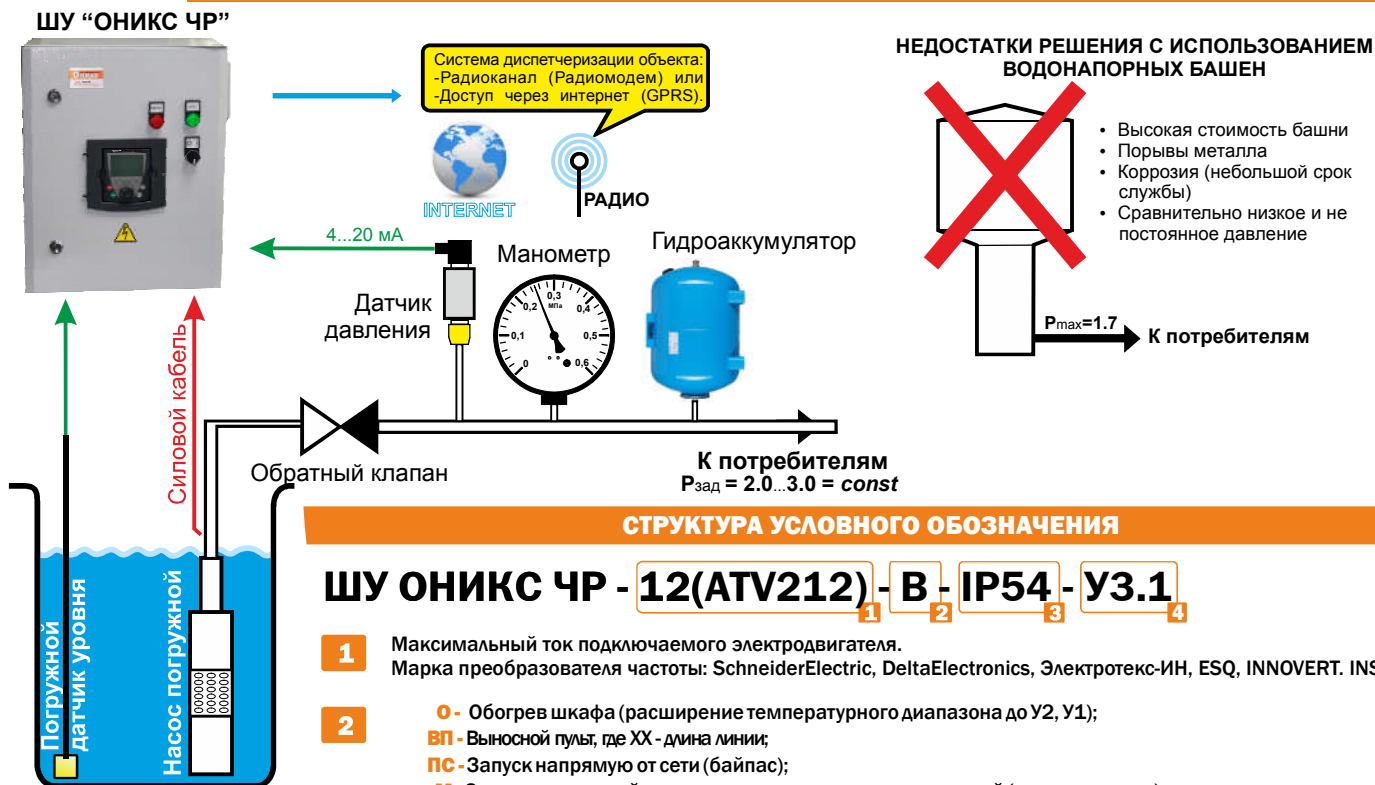 ШУ “ОНИКС ЧР”
Система диспетчеризации объекта:
-Радиоканал (Радиомодем) или
-Доступ через интернет (GPRS).
INTERNET
РАДИО
НЕДОСТАТКИ РЕШЕНИЯ С ИСПОЛЬЗОВАНИЕМ
ВОДОНАПОРНЫХ БАШЕН
• Высокая стоимость башни
• Порывы металла
• Коррозия (небольшой срок
службы)
• Сравнительно низкое и не
постоянное давление
Pmax=1.7
К потребителям
4...20 мА
Датчик
давления
Манометр
0
0,1
0,2
0,3
0,4
0,5
0,6
МПа
Гидроаккумулятор
Силовой кабель
Обратный клапан
К потребителям
Pзад = 2.0...3.0 = const
Погружной
датчик уровня
Насос погружной
СТРУКТУРА УСЛОВНОГО ОБОЗНАЧЕНИЯ
ШУ ОНИКС ЧР - 12(ATV212) - В - IP54 - У3.1
1 2 3 4
1 Максимальный ток подключаемого электродвигателя.
Марка преобразователя частоты: SchneiderElectric, DeltaElectronics, Электротекс-ИН, ESQ, INNOVERT. INS
2 О - Обогрев шкафа (расширение температурного диапазона до У2, У1);
ВП - Выносной пульт, где ХХ - длина линии;
ПС - Запуск напрямую от сети (байпас);